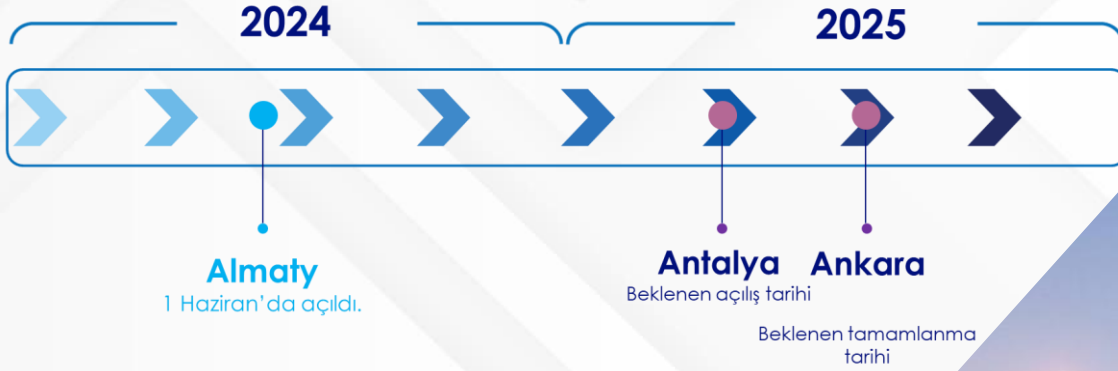 2024
2025
Almaty
1 Haziran'da açıldı.
Antalya
Beklenen açılış tarihi
Ankara
Beklenen tamamlanma
tarihi